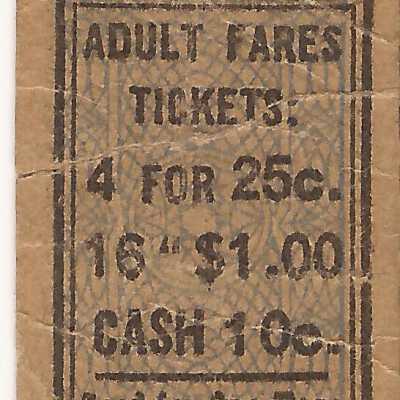 ADULT FARES
TICKETS:
4 FOR 25c.
16 " $1.00
CASH 10c.